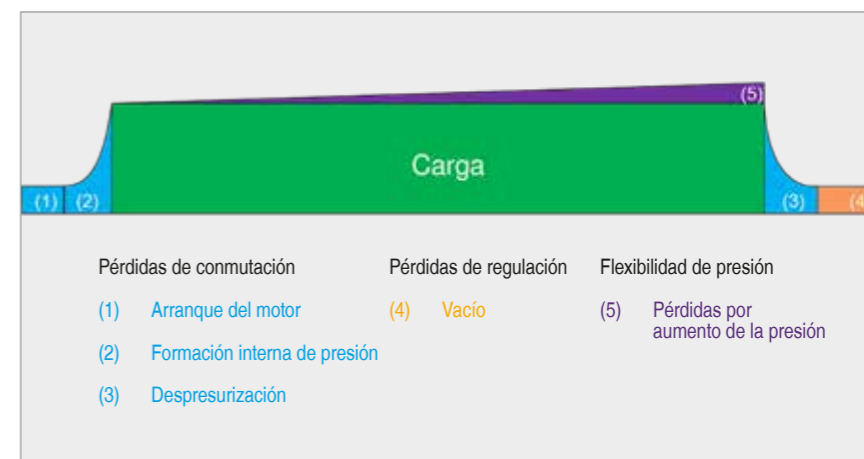 (5)
Carga
(1) (2) (3) (4
Pérdidas de conmutación Pérdidas de regulación Flexibilidad de presión
(1) Arranque del motor (4) Vacío (5) Pérdidas por
aumento de la presión
(2) Formación interna de presión
(3) Despresurización